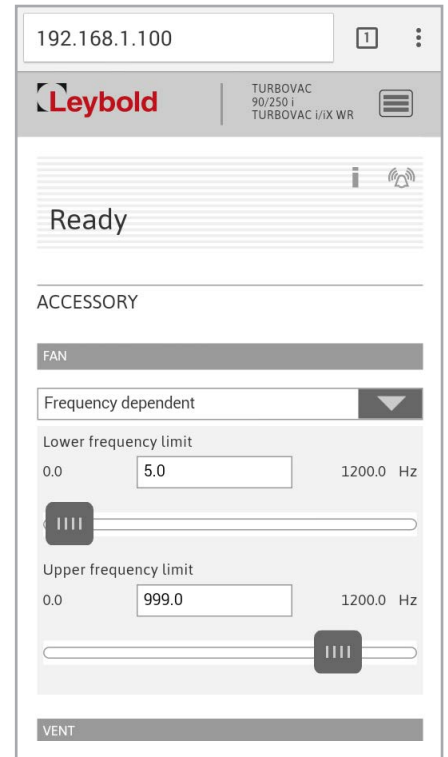 192.168.1.100
1
Leybold
TURBOVAC
90/250 i
TURBOVAC i/iX WR
i
Ready
ACCESSORY
FAN
Frequency dependent
Lower frequency limit
0.0 5.0 1200.0 Hz
Upper frequency limit
0.0 999.0 1200.0 Hz
VENT